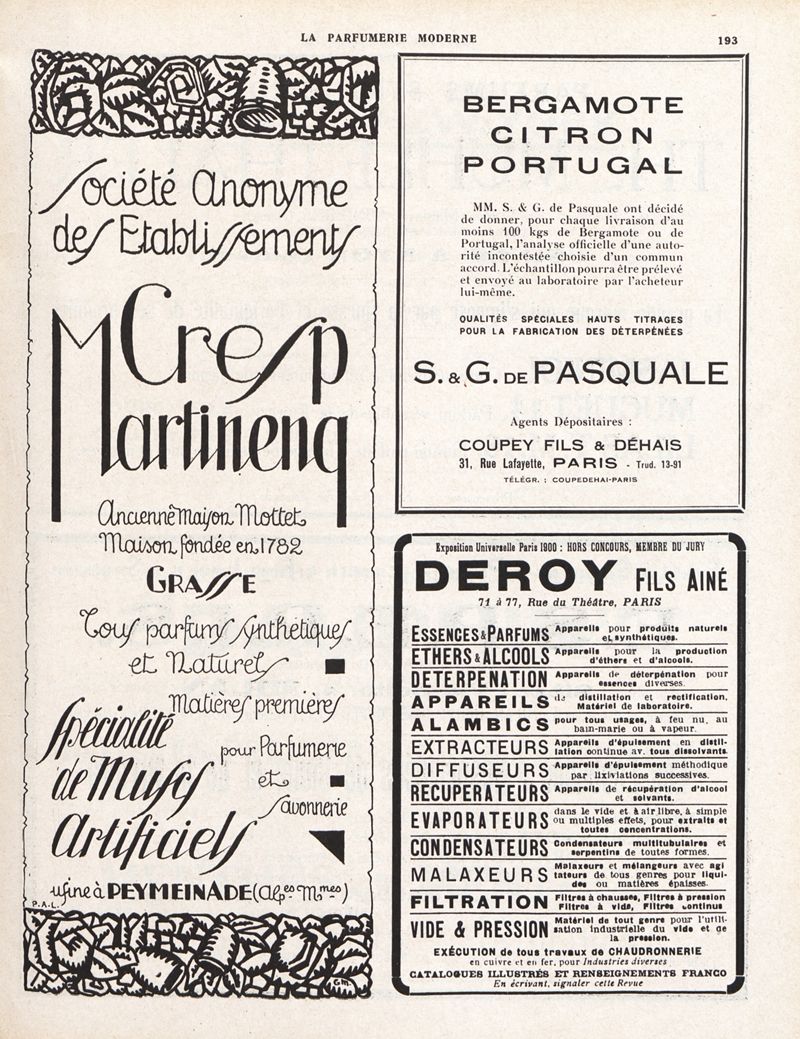 LA PARFUMERIE MODERNE
193
Société Anonyme
des Etablissements
Cresp
Martinenq
Ancienne Maison Mottet
Maison fondée en 1782
GRASSE
Tous parfums synthétiques
et Naturels
Matières premières
pour Parfumerie
et
Savonnerie
Spécialité
de Muscs
Artificiels
usine à PEYMEINADE (Alpes Mmes)
P.A.L.
BERGAMOTE
CITRON
PORTUGAL
MM. S. & G. de Pasquale ont décidé
de donner, pour chaque livraison d'au
moins 100 kgs de Bergamote ou de
Portugal, l'analyse officielle d'une auto-
rité incontestée choisie d'un commun
accord. L'échantillon pourra être prélevé
et envoyé au laboratoire par l'acheteur
lui-même.
QUALITÉS SPÉCIALES HAUTS TITRAGES
POUR LA FABRICATION DES DÉTERPÉNÉES
S. & G. DE PASQUALE
Agents Dépositaires :
COUPEY FILS & DÉHAIS
31, Rue Lafayette, PARIS - Trud. 13-91
TÉLÉGR. : COUPEDEHAI-PARIS
Exposition Universelle Paris 1900 : HORS CONCOURS, MEMBRE DU JURY
DEROY FILS AINÉ
71 à 77, Rue du Théâtre, PARIS
ESSENCES & PARFUMS Appareils pour produits naturels
et synthétiques.
ETHERS & ALCOOLS Appareils pour la production
d'éthers et d'alcools.
DETERPENATION Appareils de déterpénation pour
essences diverses.
APPAREILS de distillation et rectification.
Matériel de laboratoire.
ALAMBICS pour tous usages, à feu nu, au
bain-marie ou à vapeur.
EXTRACTEURS Appareils d'épuisement en distil-
lation continue av. tous dissolvants.
DIFFUSEURS Appareils d'épuisement méthodique
par lixiviations successives.
RECUPERATEURS Appareils de récupération d'alcool
et solvants.
EVAPORATEURS dans le vide et à air libre, à simple
ou multiples effets, pour extraits et
toutes concentrations.
CONDENSATEURS Condensateurs multitubulaires et
serpentins de toutes formes.
MALAXEURS Malaxeurs et mélangeurs avec agi
tateurs de tous genres pour liqui-
des ou matières épaisses.
FILTRATION Filtres à chausses, Filtres à pression
Filtres à vide, Filtres continus
VIDE & PRESSION Matériel de tout genre pour l'utili-
sation industrielle du vide et de
la pression.
EXÉCUTION de tous travaux de CHAUDRONNERIE
en cuivre et en fer, pour Industries diverses
CATALOGUES ILLUSTRÉS ET RENSEIGNEMENTS FRANCO
En écrivant, signaler cette Revue